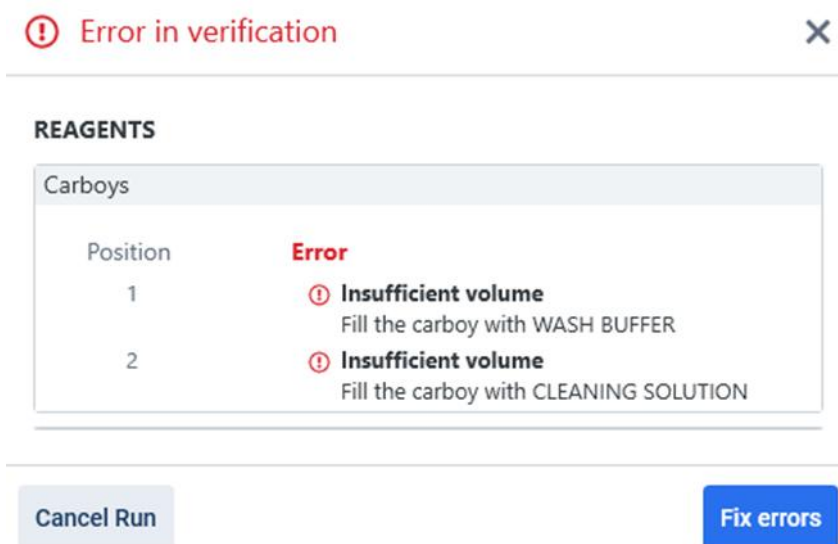 Error in verification
REAGENTS
Carboys
Position Error
1 Insufficient volume
Fill the carboy with WASH BUFFER
2 Insufficient volume
Fill the carboy with CLEANING SOLUTION
Cancel Run Fix errors